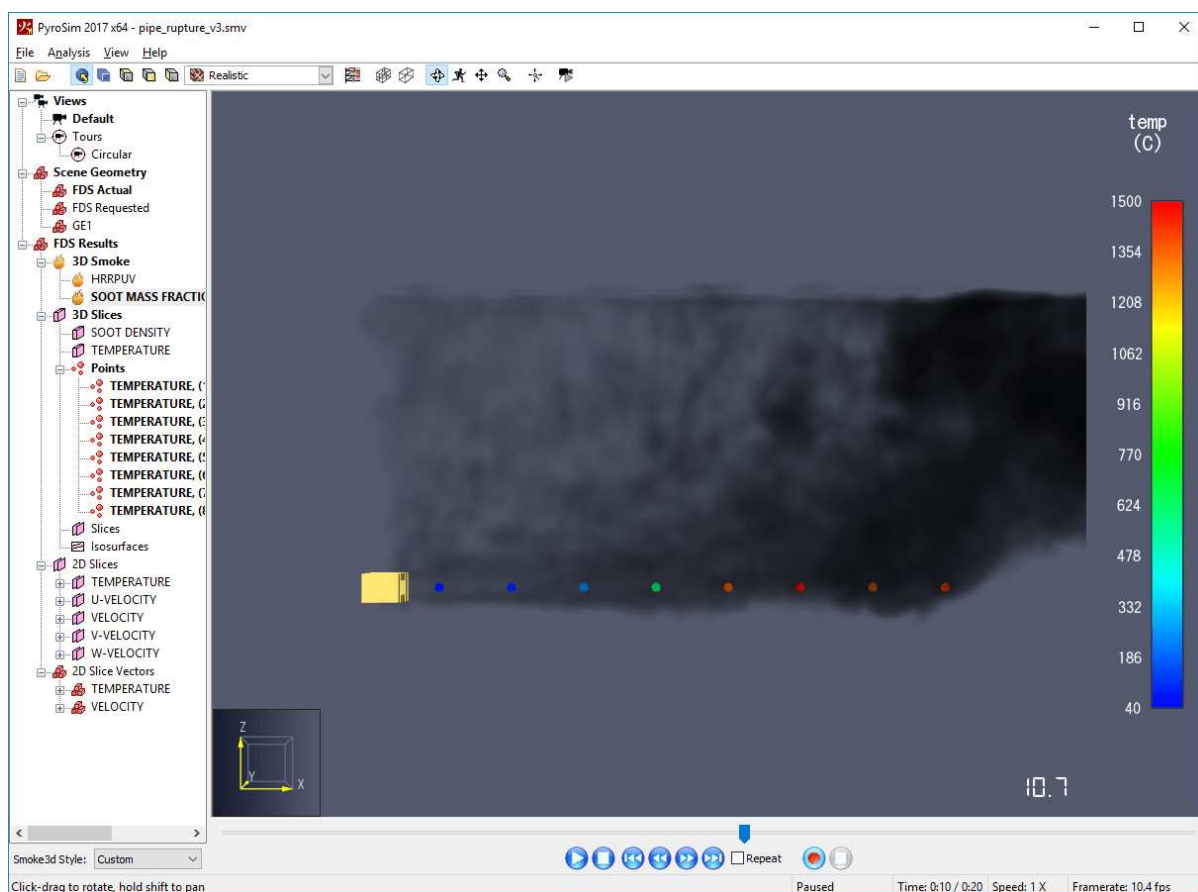 PyroSim 2017 x64 - pipe_rupture_v3.smv
File Analysis View Help
Realistic
Views
Default
Tours
Circular
Scene Geometry
FDS Actual
FDS Requested
GE1
FDS Results
3D Smoke
HRRPUV
SOOT MASS FRACTIO
3D Slices
SOOT DENSITY
TEMPERATURE
Points
TEMPERATURE, (1
TEMPERATURE, (2
TEMPERATURE, (3
TEMPERATURE, (4
TEMPERATURE, (5
TEMPERATURE, (6
TEMPERATURE, (7
TEMPERATURE, (8
Slices
Isosurfaces
2D Slices
TEMPERATURE
U-VELOCITY
VELOCITY
V-VELOCITY
W-VELOCITY
2D Slice Vectors
TEMPERATURE
VELOCITY
temp
(C)
1500
1354
1208
1062
916
770
624
478
332
186
40
Z
Y
X
10.7
Smoke3d Style: Custom
Repeat
Click-drag to rotate, hold shift to pan
Paused Time: 0:10 / 0:20 Speed: 1 X Framerate: 10.4 fps